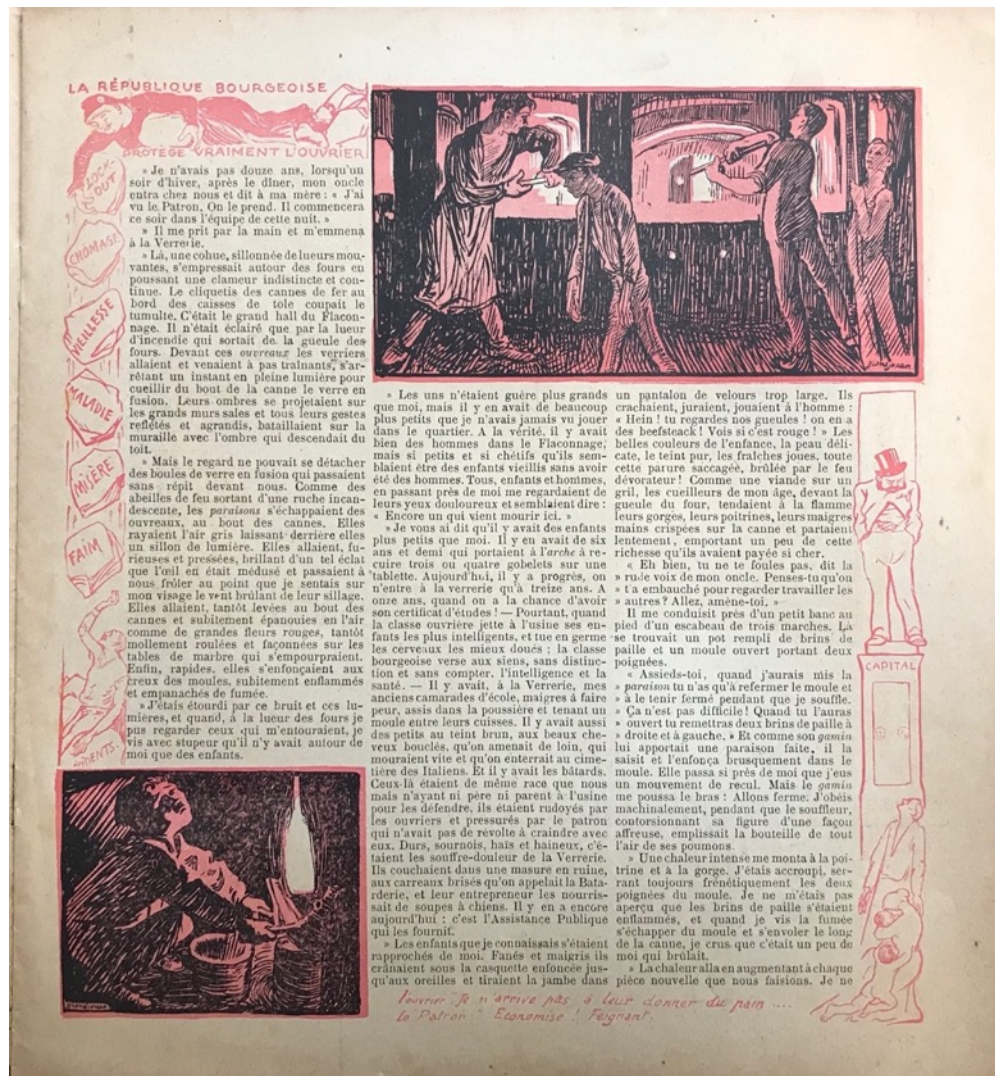 LA RÉPUBLIQUE BOURGEOISE
PROTÈGE VRAIMENT L'OUVRIER
LOCK-
OUT
CHÔMAGE
VIEILLESSE
MALADIE
MISÈRE
FAIM
» Je n'avais pas douze ans, lorsqu'un
soir d'hiver, après le dîner, mon oncle
entra chez nous et dit à ma mère : « J'ai
vu le Patron. On le prend. Il commencera
ce soir dans l'équipe de cette nuit. »
» Il me prit par la main et m'emmena
à la Verrerie.
» Là, une cohue, sillonnée de lueurs mou-
vantes, s'empressait autour des fours en
poussant une clameur indistincte et con-
tinue. Le cliquetis des cannes de fer au
bord des caisses de tole coupait le
tumulte. C'était le grand hall du Flacon-
nage. Il n'était éclairé que par la lueur
d'incendie qui sortait de la gueule des
fours. Devant ces ouvreaux les verriers
allaient et venaient à pas trainants, s'ar-
rêtant un instant en pleine lumière pour
cueillir du bout de la canne le verre en
fusion. Leurs ombres se projetaient sur
les grands murs sales et tous leurs gestes
reflétés et agrandis, bataillaient sur la
muraille avec l'ombre qui descendait du
toit.
» Mais le regard ne pouvait se détacher
des boules de verre en fusion qui passaient
sans répit devant nous. Comme des
abeilles de feu sortant d'une ruche incan-
descente, les paraisons s'échappaient des
ouvreaux, au bout des cannes. Elles
rayaient l'air gris laissant derrière elles
un sillon de lumière. Elles allaient, fu-
rieuses et pressées, brillant d'un tel éclat
que l'œil en était médusé et passaient à
nous frôler au point que je sentais sur
mon visage le vent brûlant de leur sillage.
Elles allaient, tantôt levées au bout des
cannes et subitement épanouies en l'air
comme de grandes fleurs rouges, tantôt
mollement roulées et façonnées sur les
tables de marbre qui s'empourpraient.
Enfin, rapides, elles s'enfonçaient aux
creux des moules, subitement enflammés
et empanachés de fumée.
» J'étais étourdi par ce bruit et ces lu-
mières, et quand, à la lueur des fours je
pus regarder ceux qui m'entouraient, je
vis avec stupeur qu'il n'y avait autour de
moi que des enfants.
» Les uns n'étaient guère plus grands
que moi, mais il y en avait de beaucoup
plus petits que je n'avais jamais vu jouer
dans le quartier. A la vérité, il y avait
bien des hommes dans le Flaconnage,
mais si petits et si chétifs qu'ils sem-
blaient être des enfants vieillis sans avoir
été des hommes. Tous, enfants et hommes,
en passant près de moi me regardaient de
leurs yeux douloureux et semblaient dire :
« Encore un qui vient mourir ici. »
» Je vous ai dit qu'il y avait des enfants
plus petits que moi. Il y en avait de six
ans et demi qui portaient à l'arche à re-
cuire trois ou quatre gobelets sur une
tablette. Aujourd'hui, il y a progrès, on
n'entre à la verrerie qu'à treize ans. A
onze ans, quand on a la chance d'avoir
son certificat d'études ! — Pourtant, quand
la classe ouvrière jette à l'usine ses en-
fants les plus intelligents, et tue en germe
les cerveaux les mieux doués ; la classe
bourgeoise verse aux siens, sans distinc-
tion et sans compter, l'intelligence et la
santé. — Il y avait, à la Verrerie, mes
anciens camarades d'école, maigres à faire
peur, assis dans la poussière et tenant un
moule entre leurs cuisses. Il y avait aussi
des petits au teint brun, aux beaux che-
veux bouclés, qu'on amenait de loin, qui
mouraient vite et qu'on enterrait au cime-
tière des Italiens. Et il y avait les bâtards.
Ceux-là étaient de même race que nous
mais n'ayant ni père ni parent à l'usine
pour les défendre, ils étaient rudoyés par
les ouvriers et pressurés par le patron
qui n'avait pas de révolte à craindre avec
eux. Durs, sournois, haïs et haineux, c'é-
taient les souffre-douleur de la Verrerie.
Ils couchaient dans une masure en ruine,
aux carreaux brisés qu'on appelait la Bata-
rderie, et leur entrepreneur les nourris-
sait de soupes à chiens. Il y en a encore
aujourd'hui : c'est l'Assistance Publique
qui les fournit.
» Les enfants que je connaissais s'étaient
rapprochés de moi. Fanés et maigris ils
crânaient sous la casquette enfoncée jus-
qu'aux oreilles et tiraient la jambe dans
un pantalon de velours trop large. Ils
crachaient, juraient, jouaient à l'homme :
« Hein ! tu regardes nos gueules ! on en a
des beefsteack ! Vois si c'est rouge ! » Les
belles couleurs de l'enfance, la peau déli-
cate, le teint pur, les fraîches joues, toute
cette parure saccagée, brûlée par le feu
dévorateur ! Comme une viande sur un
gril, les cueilleurs de mon âge, devant la
gueule du four, tendaient à la flamme
leurs gorges, leurs poitrines, leurs maigres
mains crispées sur la canne et partaient
lentement, emportant un peu de cette
richesse qu'ils avaient payée si cher.
« Eh bien, tu ne te foules pas, dit la
» rude voix de mon oncle. Penses-tu qu'on
» t'a embauché pour regarder travailler les
» autres ? Allez, amène-toi, »
Il me conduisit près d'un petit banc au
pied d'un escabeau de trois marches. Là
se trouvait un pot rempli de brins de
paille et un moule ouvert portant deux
poignées.
« Assieds-toi, quand j'aurais mis la
» paraison tu n'as qu'à refermer le moule et
» à le tenir fermé pendant que je souffle.
» Ça n'est pas difficile ! Quand tu l'auras
» ouvert tu remettras deux brins de paille à
» droite et à gauche. » Et comme son gamin
lui apportait une paraison faite, il la
saisit et l'enfonça brusquement dans le
moule. Elle passa si près de moi que j'eus
un mouvement de recul. Mais le gamin
me poussa le bras : Allons ferme. J'obéis
machinalement, pendant que le souffleur,
contorsionnant sa figure d'une façon
affreuse, emplissait la bouteille de tout
l'air de ses poumons.
» Une chaleur intense me monta à la poi-
trine et à la gorge. J'étais accroupi, ser-
rant toujours frénétiquement les deux
poignées du moule. Je ne m'étais pas
aperçu que les brins de paille s'étaient
enflammés, et quand je vis la fumée
s'échapper du moule et s'envoler le long
de la canne, je crus que c'était un peu de
moi qui brûlait.
» La chaleur alla en augmentant à chaque
pièce nouvelle que nous faisions. Je ne
CAPITAL
l'ouvrier Je n'arrive pas à leur donner du pain ....
Le Patron " Economise ! Feignant.